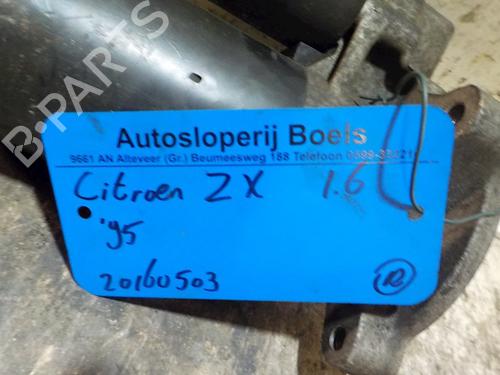 B-PARTS
Autosloperij Boels
9661 AN Alteveer (Gr.) Beumeesweg 188 Telefoon
Citroen ZX 1.6
'95
20160503